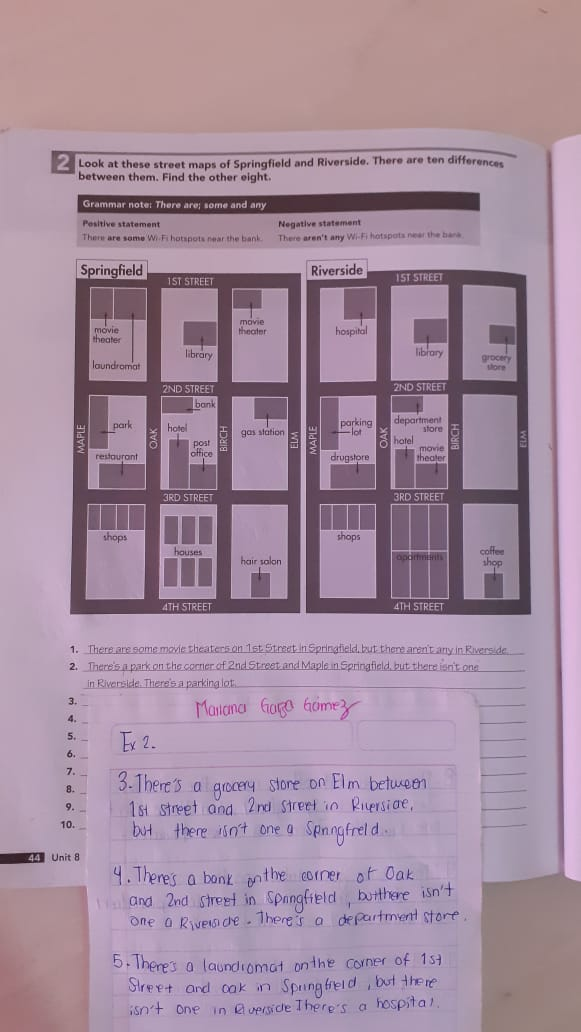 2 Look at these street maps of Springfield and Riverside. There are ten differences
between them. Find the other eight.
Grammar note: There are; some and any
Positive statement
There are some Wi-Fi hotspots near the bank.
Negative statement
There aren't any Wi-Fi hotspots near the bank.
Springfield
1ST STREET
movie
theater
laundromat
library
movie
theater
2ND STREET
MAPLE
park
restaurant
OAK
bank
hotel
post
office
BIRCH
gas station
ELM
3RD STREET
shops
houses
hair salon
4TH STREET
Riverside
1ST STREET
hospital
library
grocery
store
2ND STREET
MAPLE
parking
lot
drugstore
OAK
department
store
hotel
movie
theater
BIRCH
ELM
3RD STREET
shops
apartments
coffee
shop
4TH STREET
1. There are some movie theaters on 1st Street in Springfield, but there aren't any in Riverside.
2. There's a park on the corner of 2nd Street and Maple in Springfield, but there isn't one
in Riverside. There's a parking lot.
3.
4.
5.
6.
7.
8.
9.
10.
44 Unit 8
Mariana Garza Gómez
Ex 2.
3. There's a grocery store on Elm between
1st street and 2nd street in Riverside,
but there isn't one a Springfreld.
4. There's a bank on the corner of Oak
and 2nd street in Springfield, but there isn't
one a Riverside. There's a department store.
5. There's a laundromat on the corner of 1st
Street and oak in Springfield, but there
isn't one in Riverside There's a hospital.